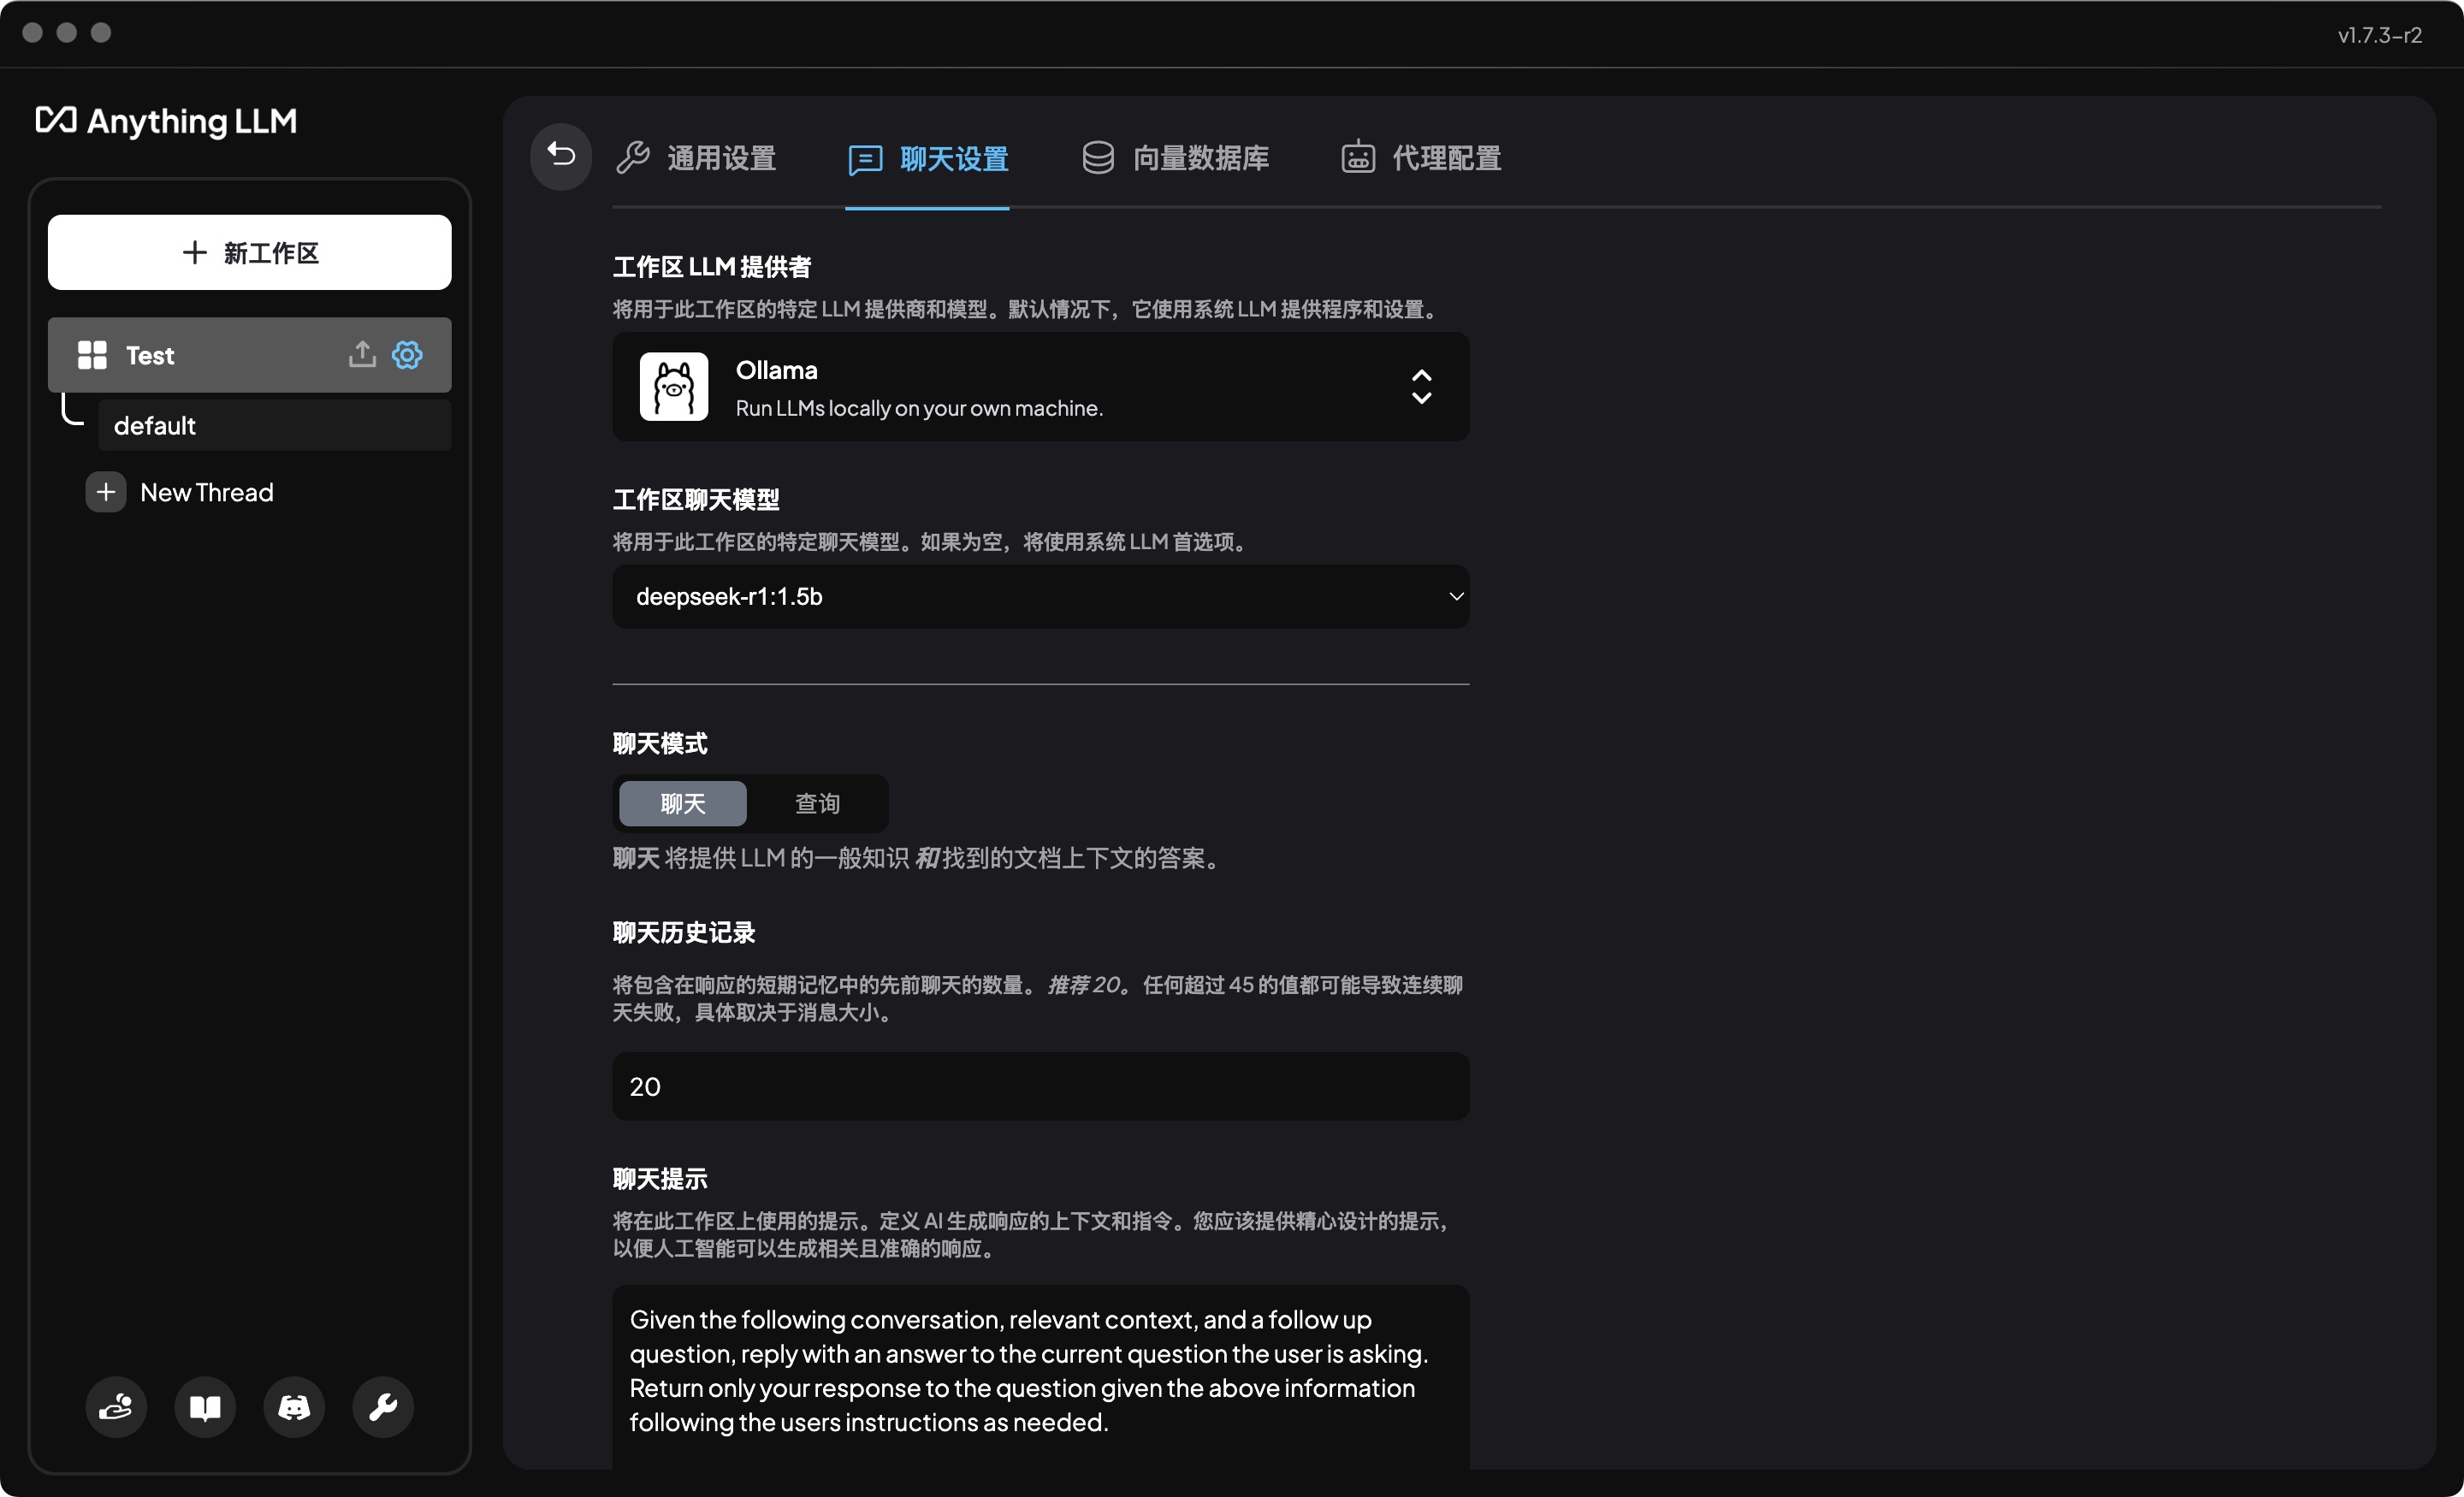 v1.7.3-r2
Anything LLM
新工作区
Test
default
New Thread
通用设置
聊天设置
向量数据库
代理配置
工作区 LLM 提供者
将用于此工作区的特定 LLM 提供商和模型。默认情况下，它使用系统 LLM 提供程序和设置。
Ollama
Run LLMs locally on your own machine.
工作区聊天模型
将用于此工作区的特定聊天模型。如果为空，将使用系统 LLM 首选项。
deepseek-r1:1.5b
聊天模式
聊天
查询
聊天 将提供 LLM 的一般知识 和找到的文档上下文的答案。
聊天历史记录
将包含在响应的短期记忆中的先前聊天的数量。 推荐 20。 任何超过 45 的值都可能导致连续聊
天失败，具体取决于消息大小。
20
聊天提示
将在此工作区上使用的提示。定义 AI 生成响应的上下文和指令。您应该提供精心设计的提示，
以便人工智能可以生成相关且准确的响应。
Given the following conversation, relevant context, and a follow up
question, reply with an answer to the current question the user is asking.
Return only your response to the question given the above information
following the users instructions as needed.